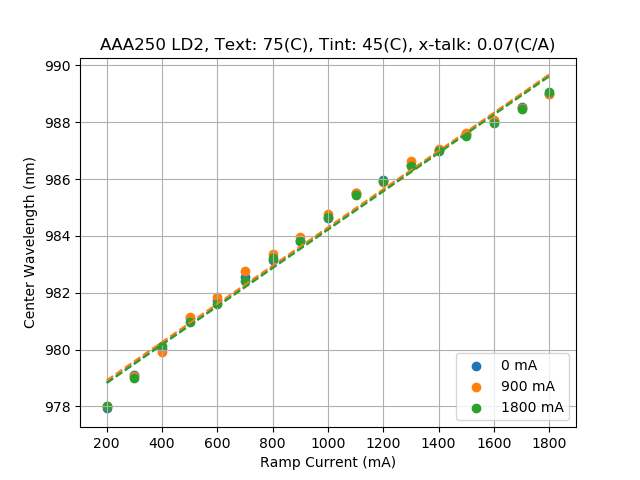 AAA250 LD2, Text: 75(C), Tint: 45(C), x-talk: 0.07(C/A)
990
988
986
984
982
980
978
Center Wavelength (nm)
0 mA
900 mA
1800 mA
200 400 600 800 1000 1200 1400 1600 1800
Ramp Current (mA)